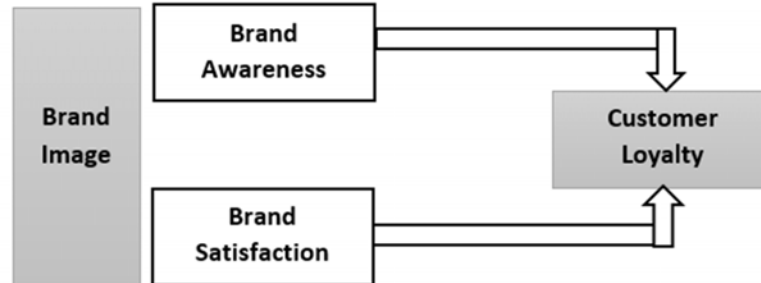 Brand
Awareness
Brand
Image
Customer
Loyalty
Brand
Satisfaction